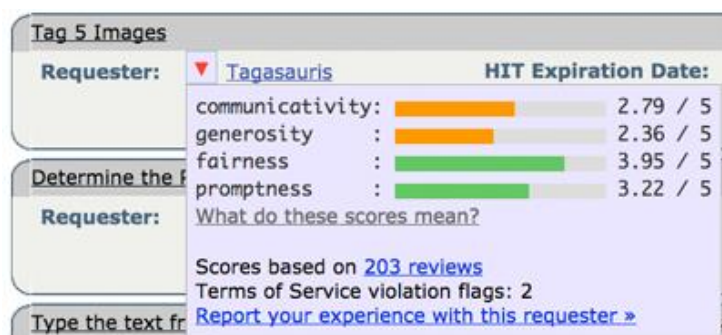 Tag 5 Images
Requester: Tagasauris HIT Expiration Date:
communicativity: 2.79 / 5
generosity : 2.36 / 5
fairness : 3.95 / 5
promptness : 3.22 / 5
What do these scores mean?
Scores based on 203 reviews
Terms of Service violation flags: 2
Report your experience with this requester »
Determine the
Requester:
Type the text fr